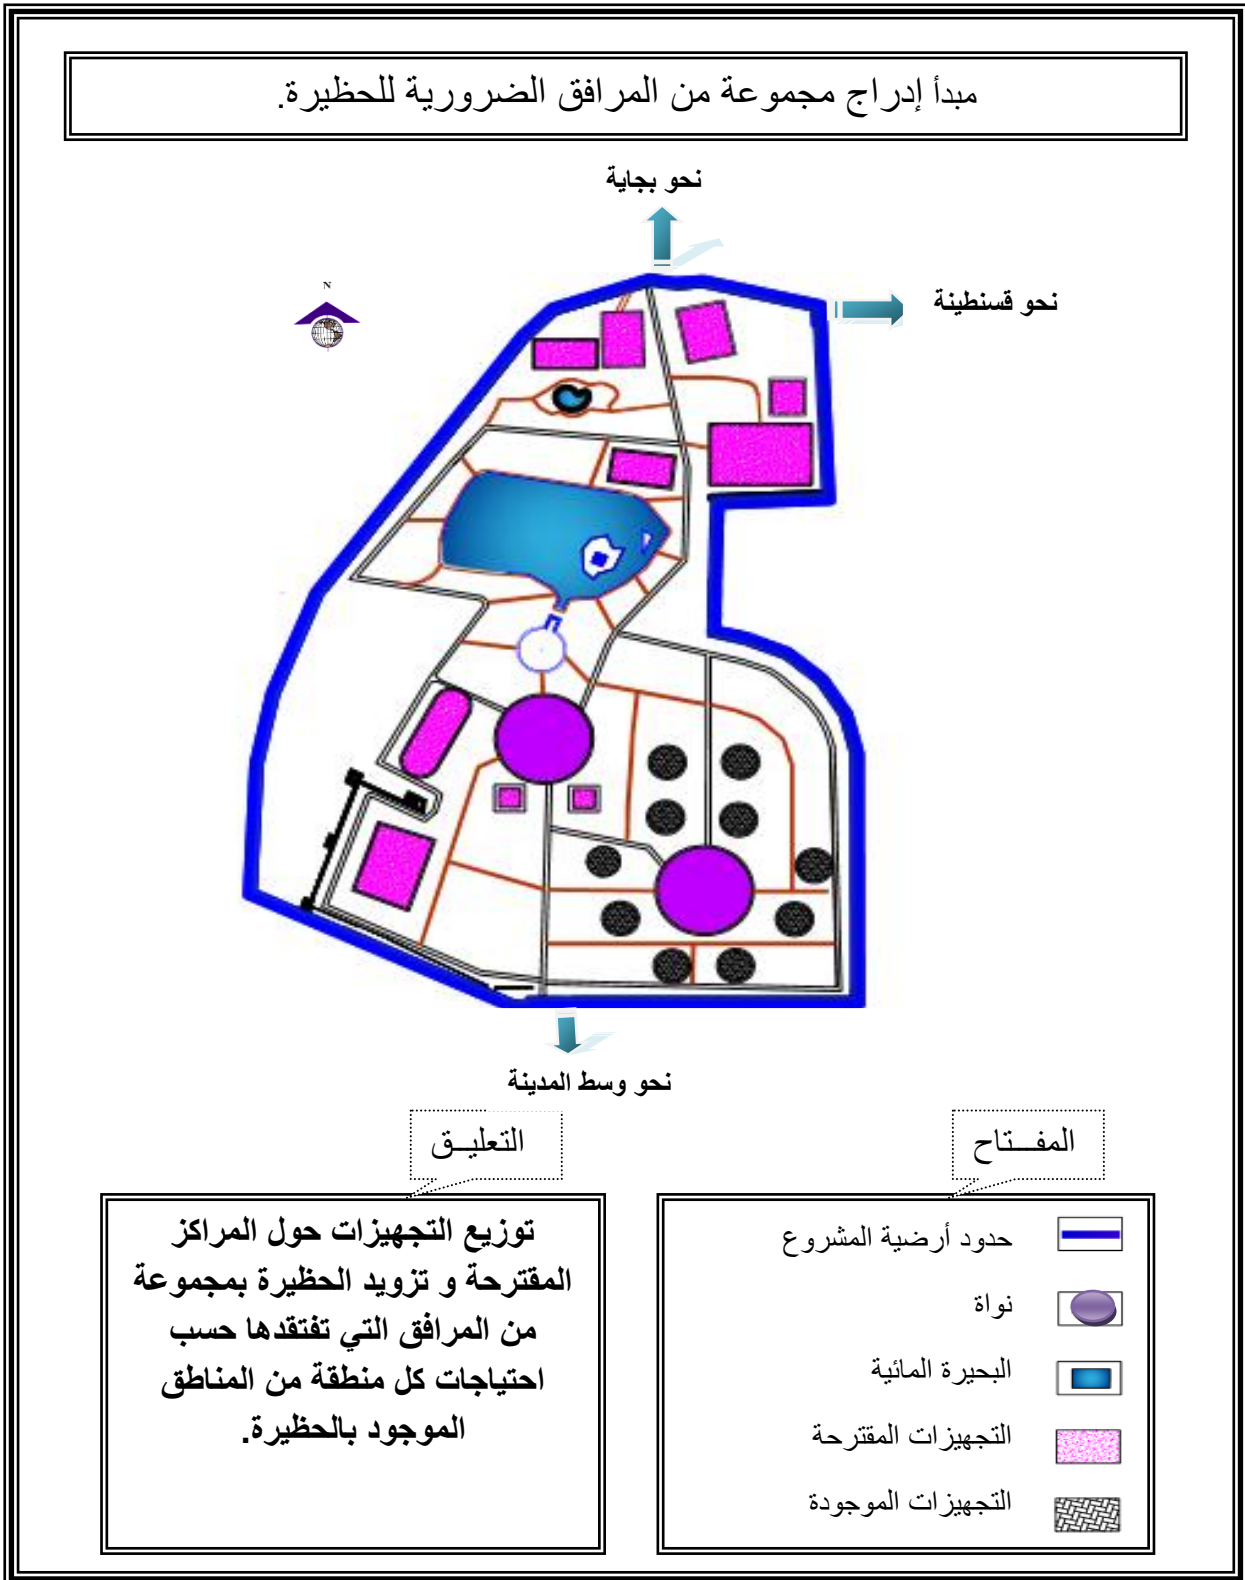 مبدأ إدراج مجموعة من المرافق الضرورية للحظيرة.
نحو بجاية
نحو قسنطينة
N
نحو وسط المدينة
المفـــتاح
حدود أرضية المشروع
نواة
البحيرة المائية
التجهيزات المقترحة
التجهيزات الموجودة
التعليــق
توزيع التجهيزات حول المراكز
المقترحة و تزويد الحظيرة بمجموعة
من المرافق التي تفتقدها حسب
احتياجات كل منطقة من المناطق
الموجود بالحظيرة.